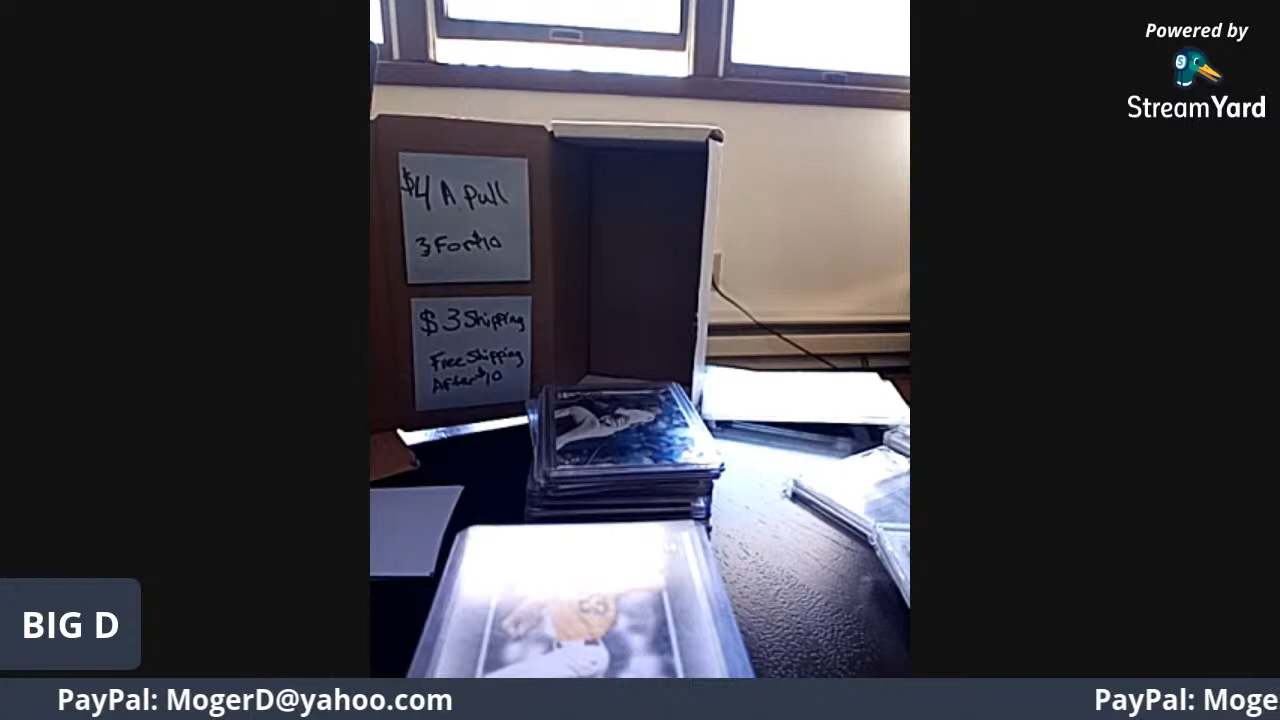 Powered by
StreamYard
$4 A Pull
3 For $10
$3 Shipping
Free Shipping
After $10
BIG D
PayPal: MogerD@yahoo.com
PayPal: Moge